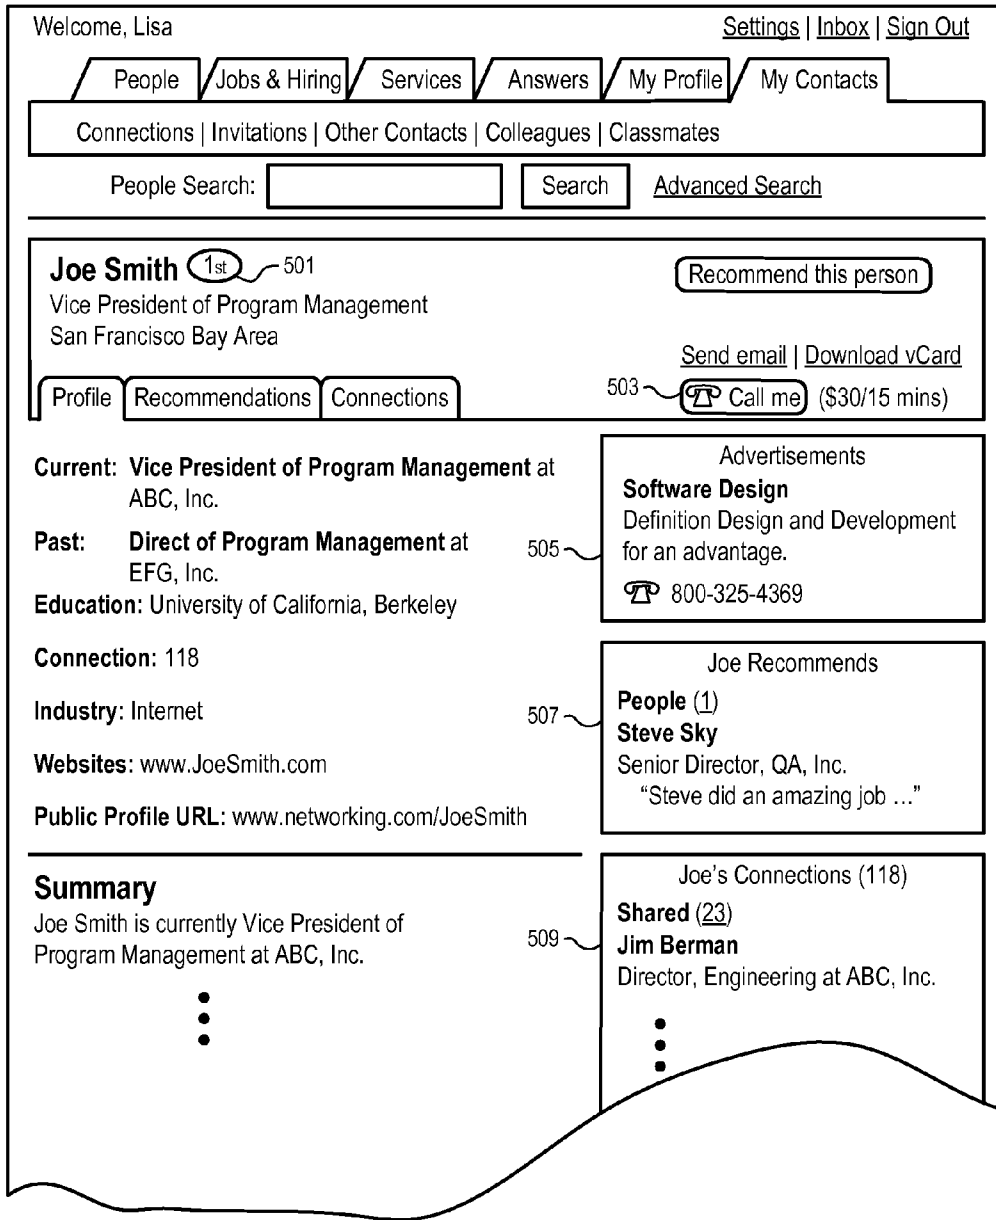 Welcome, Lisa
Settings | Inbox | Sign Out
People
Jobs & Hiring
Services
Answers
My Profile
My Contacts
Connections | Invitations | Other Contacts | Colleagues | Classmates
People Search:
Search
Advanced Search
Joe Smith 1st
501
Vice President of Program Management
San Francisco Bay Area
Recommend this person
Send email | Download vCard
503
Call me ($30/15 mins)
Profile
Recommendations
Connections
Current: Vice President of Program Management at
ABC, Inc.
Past: Direct of Program Management at
EFG, Inc.
Education: University of California, Berkeley
Connection: 118
Industry: Internet
Websites: www.JoeSmith.com
Public Profile URL: www.networking.com/JoeSmith
Summary
Joe Smith is currently Vice President of
Program Management at ABC, Inc.
505
Advertisements
Software Design
Definition Design and Development
for an advantage.
800-325-4369
507
Joe Recommends
People (1)
Steve Sky
Senior Director, QA, Inc.
“Steve did an amazing job ...”
509
Joe’s Connections (118)
Shared (23)
Jim Berman
Director, Engineering at ABC, Inc.